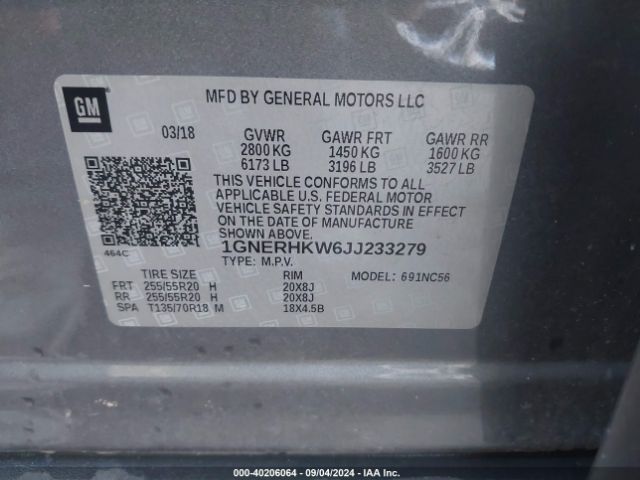 GM
MFD BY GENERAL MOTORS LLC
03/18 GVWR GAWR FRT GAWR RR
2800 KG 1450 KG 1600 KG
6173 LB 3196 LB 3527 LB
THIS VEHICLE CONFORMS TO ALL
APPLICABLE U.S. FEDERAL MOTOR
VEHICLE SAFETY STANDARDS IN EFFECT
ON THE DATE OF MANUFACTURE
SHOWN ABOVE.
464C
1GNERHKW6JJ233279
TYPE: M.P.V. MODEL: 691NC56
TIRE SIZE RIM
FRT 255/55R20 H 20X8J
RR 255/55R20 H 20X8J
SPA T135/70R18 M 18X4.5B
000 - 40206064 - 09/04/2024 - IAA Inc.